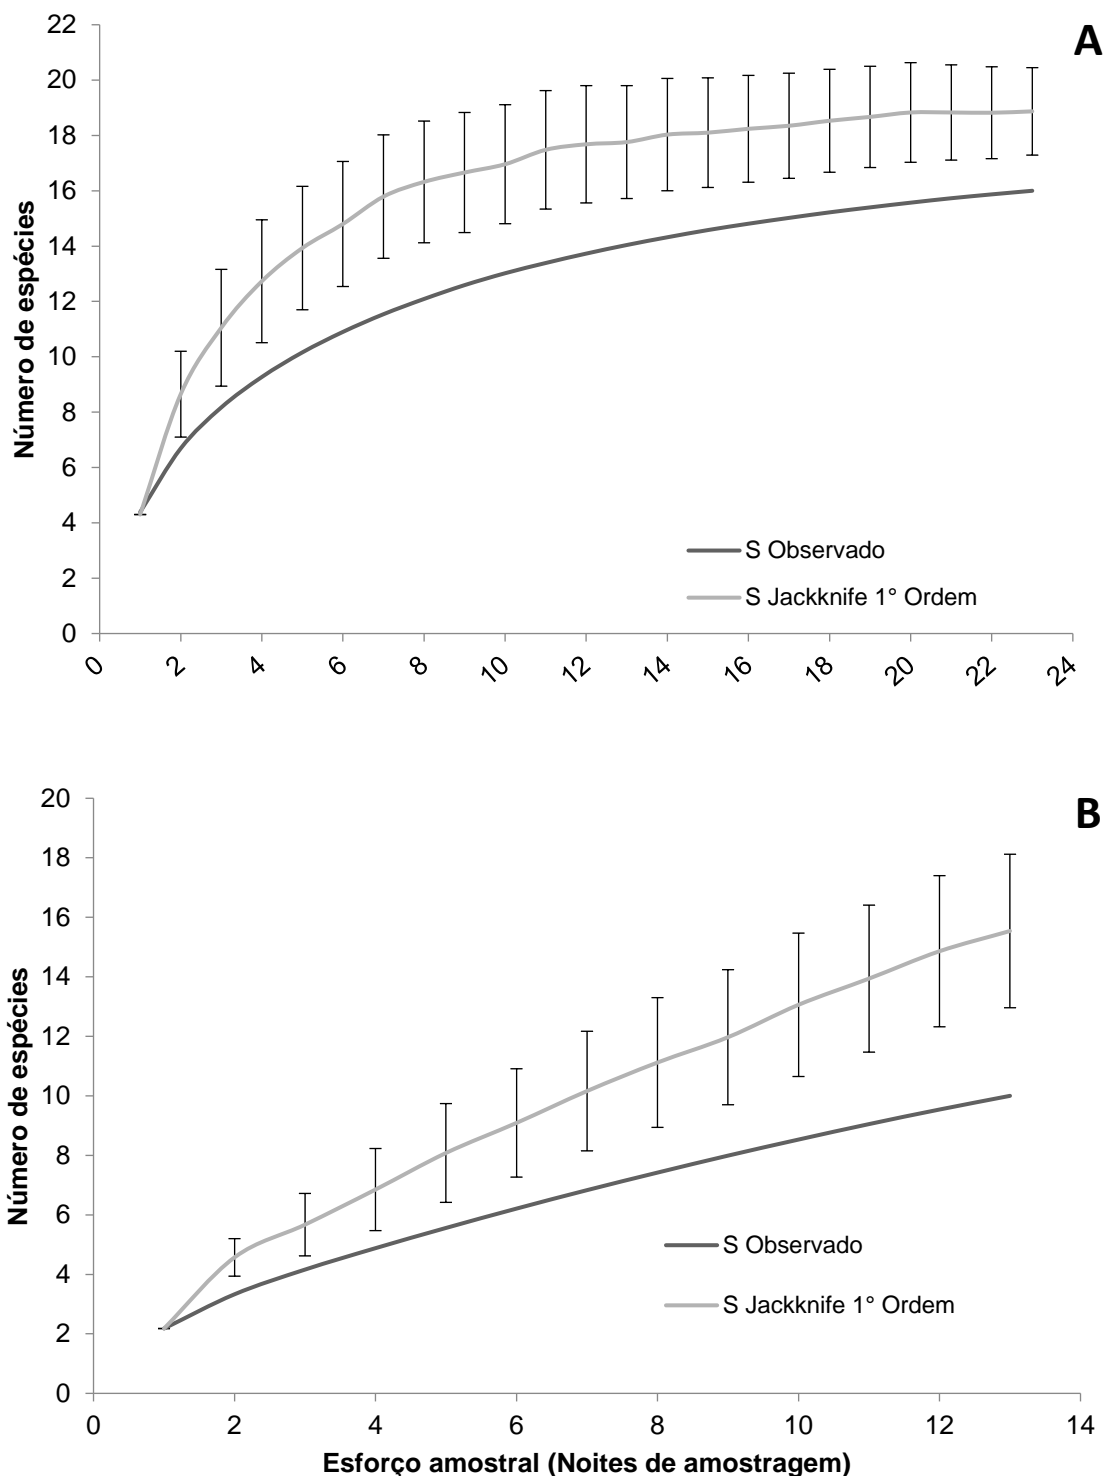 A
Número de espécies
22
20
18
16
14
12
10
8
6
4
2
0
S Observado
S Jackknife 1° Ordem
0 2 4 6 8 10 12 14 16 18 20 22 24
B
Número de espécies
20
18
16
14
12
10
8
6
4
2
0
S Observado
S Jackknife 1° Ordem
0 2 4 6 8 10 12 14
Esforço amostral (Noites de amostragem)